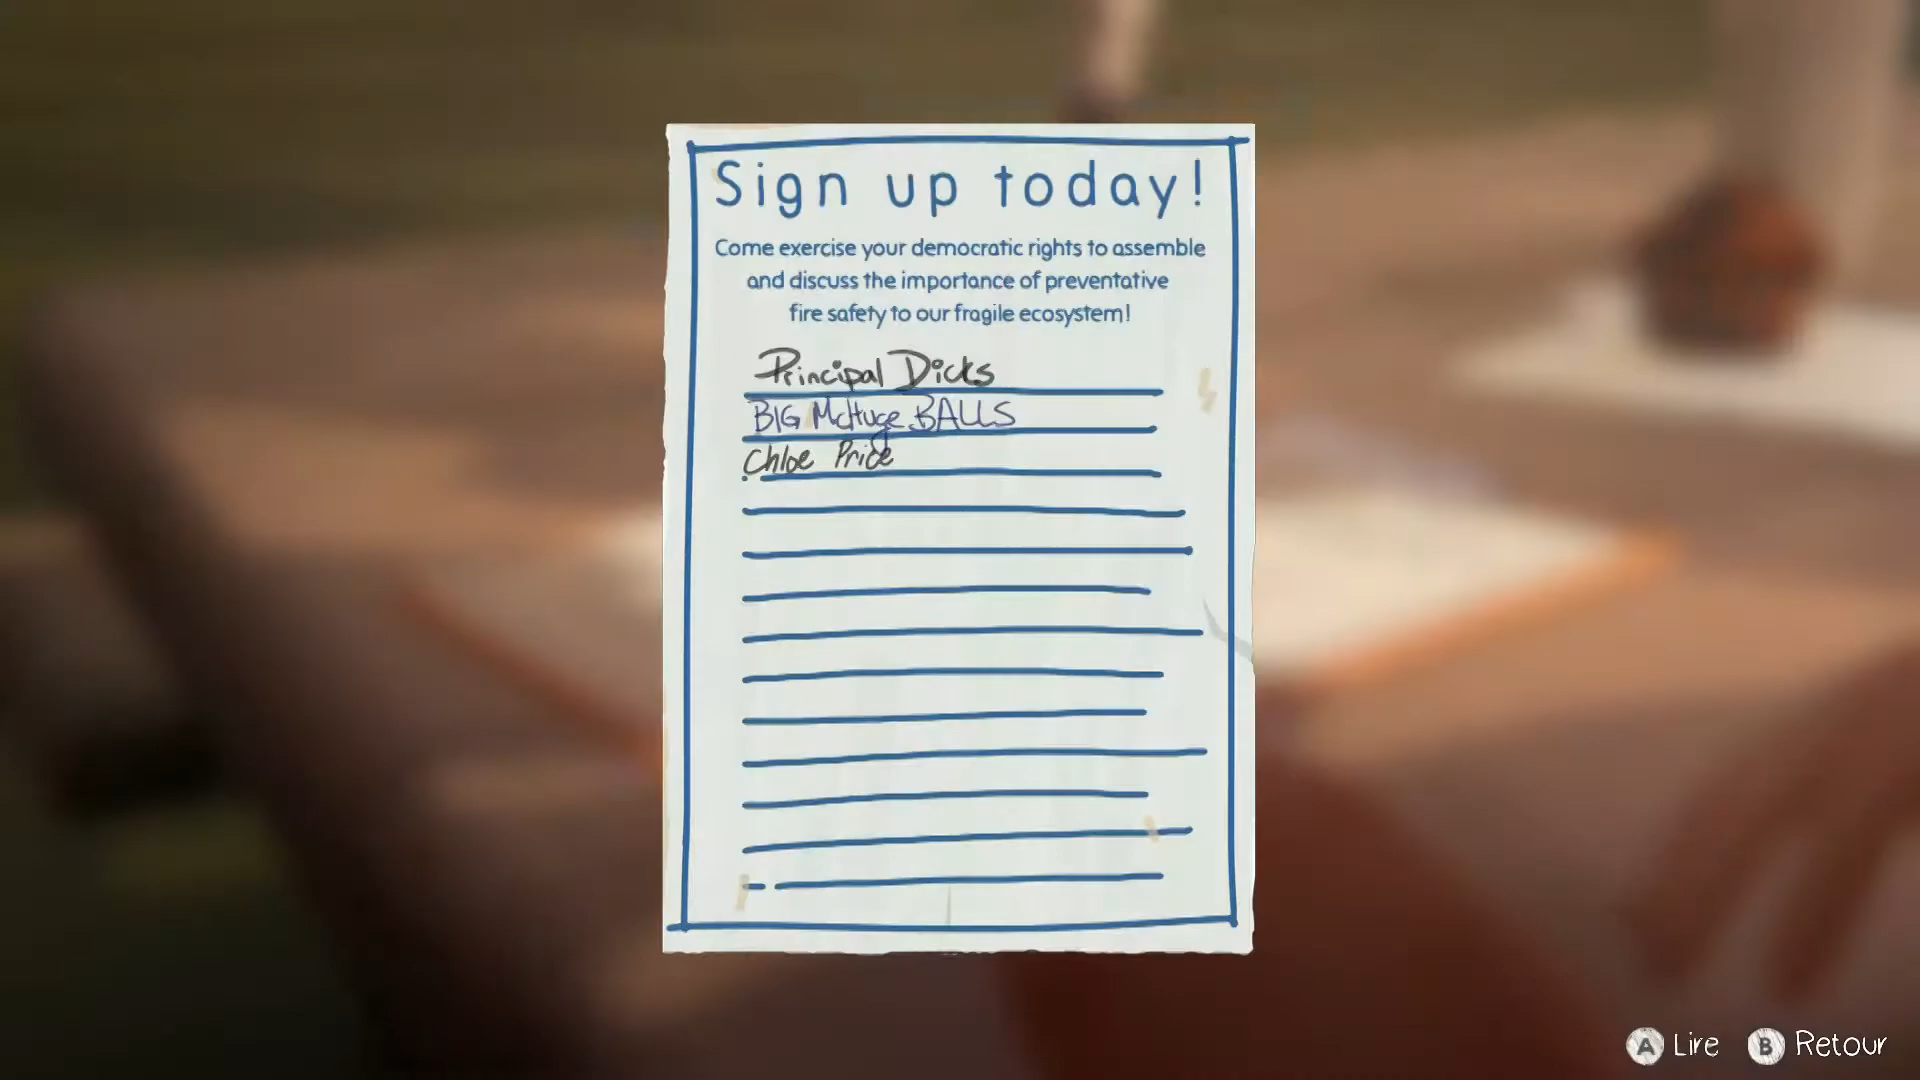 Sign up today!
Come exercise your democratic rights to assemble
and discuss the importance of preventative
fire safety to our fragile ecosystem!
Principal Dicks
BIG McHuge BALLS
Chloe Price
A Lire B Retour